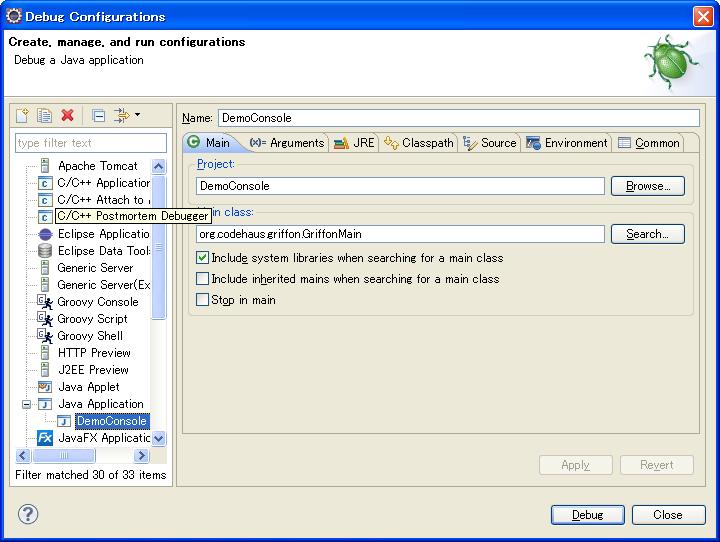 Debug Configurations
Create, manage, and run configurations
Debug a Java application
type filter text
Apache Tomcat
C/C++ Application
C/C++ Attach to
C/C++ Postmortem Debugger
Eclipse Applicatio
Eclipse Data Tool:
Generic Server
Generic Server(Ex
Groovy Console
Groovy Script
Groovy Shell
HTTP Preview
J2EE Preview
Java Applet
Java Application
DemoConsole
JavaFX Applicatic
Filter matched 30 of 33 items
Name: DemoConsole
Main (x)= Arguments JRE Classpath Source Environment Common
Project:
DemoConsole Browse...
Main class:
org.codehaus.griffon.GriffonMain Search...
Include system libraries when searching for a main class
Include inherited mains when searching for a main class
Stop in main
Apply Revert
Debug Close